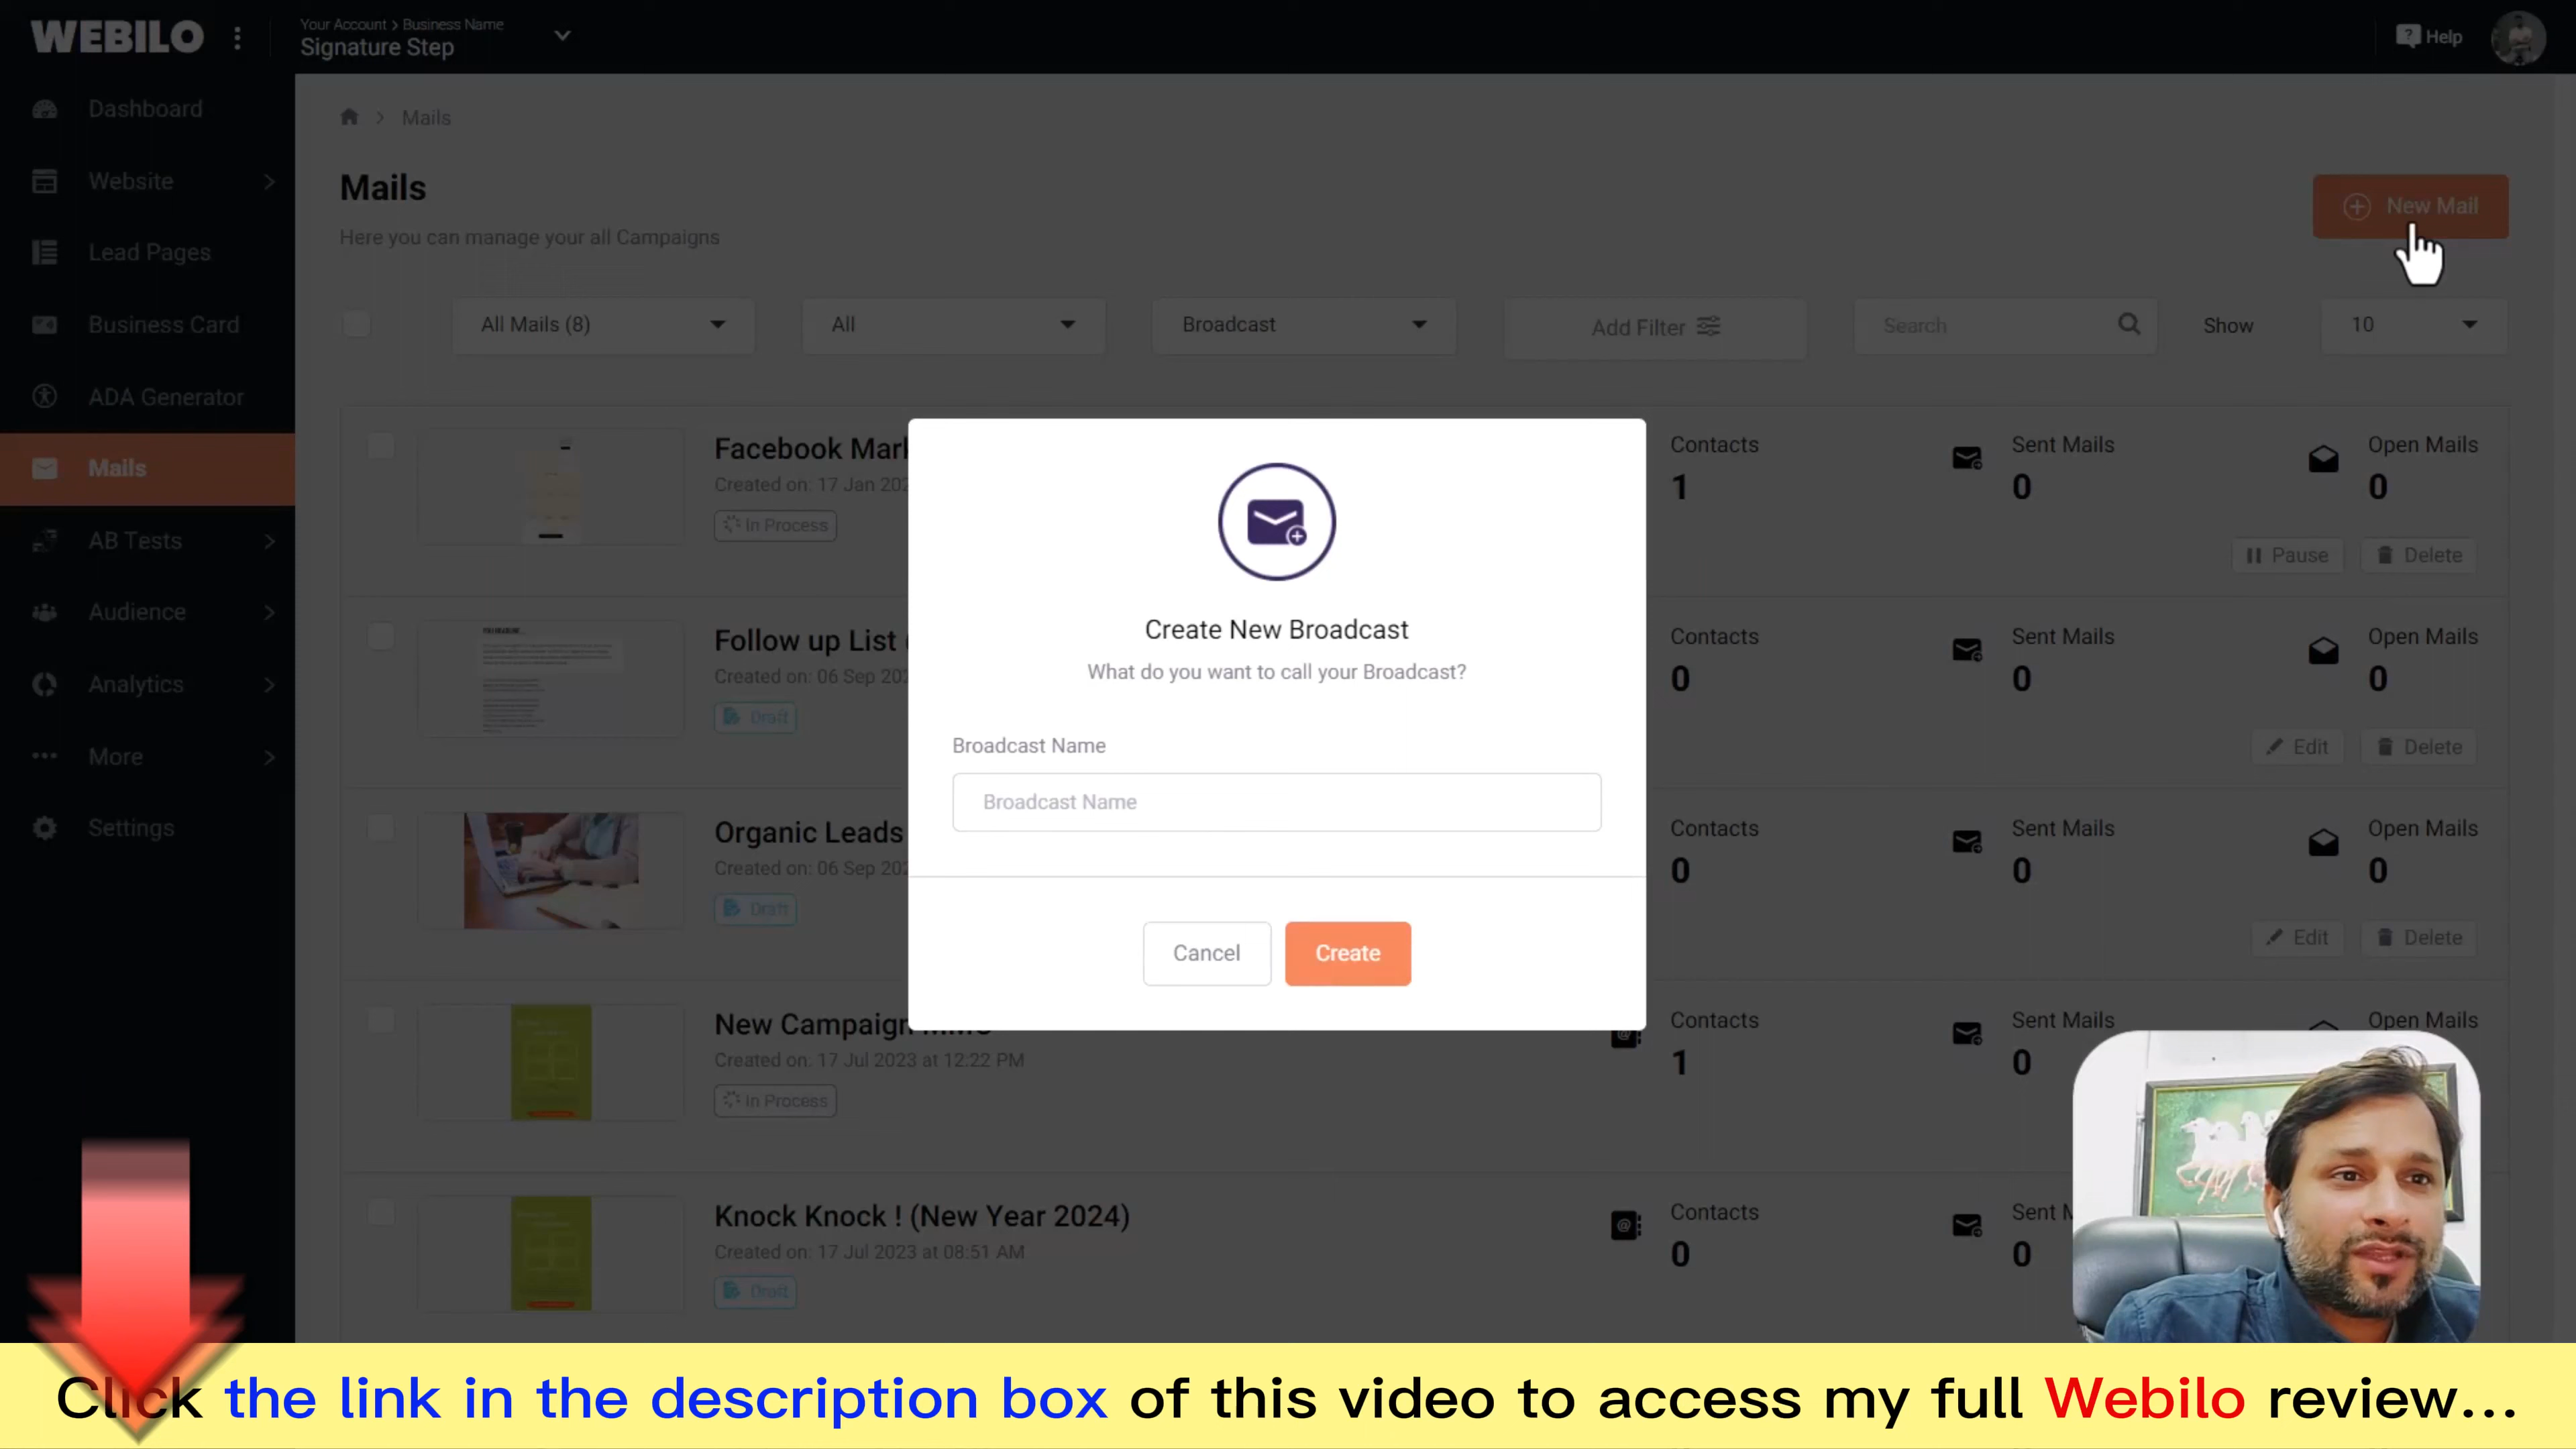 WEBILO
Your Account > Business Name
Signature Step
Help
Dashboard
Website
Lead Pages
Business Card
ADA Generator
Mails
AB Tests
Audience
Analytics
More
Settings
Mails
Mails
Here you can manage your all Campaigns
New Mail
All Mails (8)
All
Broadcast
Add Filter
Search
Show
10
Facebook Mark
Created on: 17 Jan 202
In Process
Contacts
1
Sent Mails
0
Open Mails
0
Pause
Delete
Follow up List
Created on: 06 Sep 202
Draft
Contacts
0
Sent Mails
0
Open Mails
0
Edit
Delete
Organic Leads
Created on: 06 Sep 202
Draft
Contacts
0
Sent Mails
0
Open Mails
0
Edit
Delete
New Campaign MMO
Created on: 17 Jul 2023 at 12:22 PM
In Process
Contacts
1
Sent Mails
0
Open Mails
Knock Knock ! (New Year 2024)
Created on: 17 Jul 2023 at 08:51 AM
Draft
Contacts
0
Sent M
0
Create New Broadcast
What do you want to call your Broadcast?
Broadcast Name
Broadcast Name
Cancel
Create
Click the link in the description box of this video to access my full Webilo review...